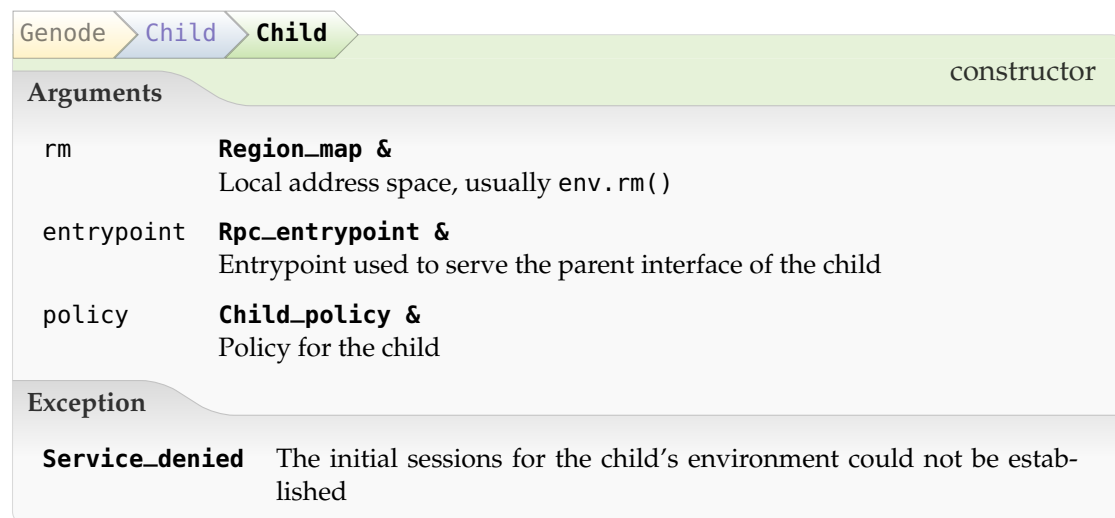 Genode Child Child
constructor
Arguments
rm Region_map &
Local address space, usually env.rm()
entrypoint Rpc_entrypoint &
Entrypoint used to serve the parent interface of the child
policy Child_policy &
Policy for the child
Exception
Service_denied The initial sessions for the child's environment could not be estab-
lished